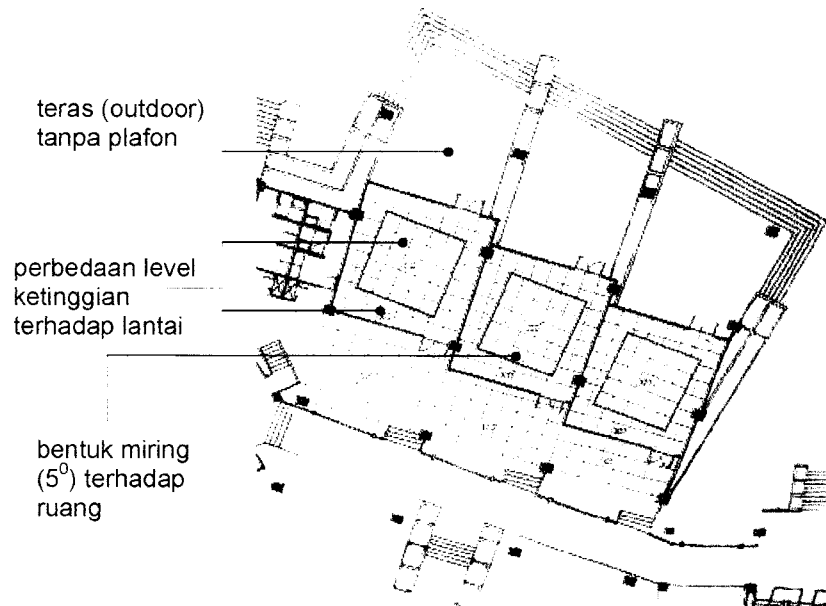 teras (outdoor)
tanpa plafon
perbedaan level
ketinggian
terhadap lantai
bentuk miring
(5⁰) terhadap
ruang